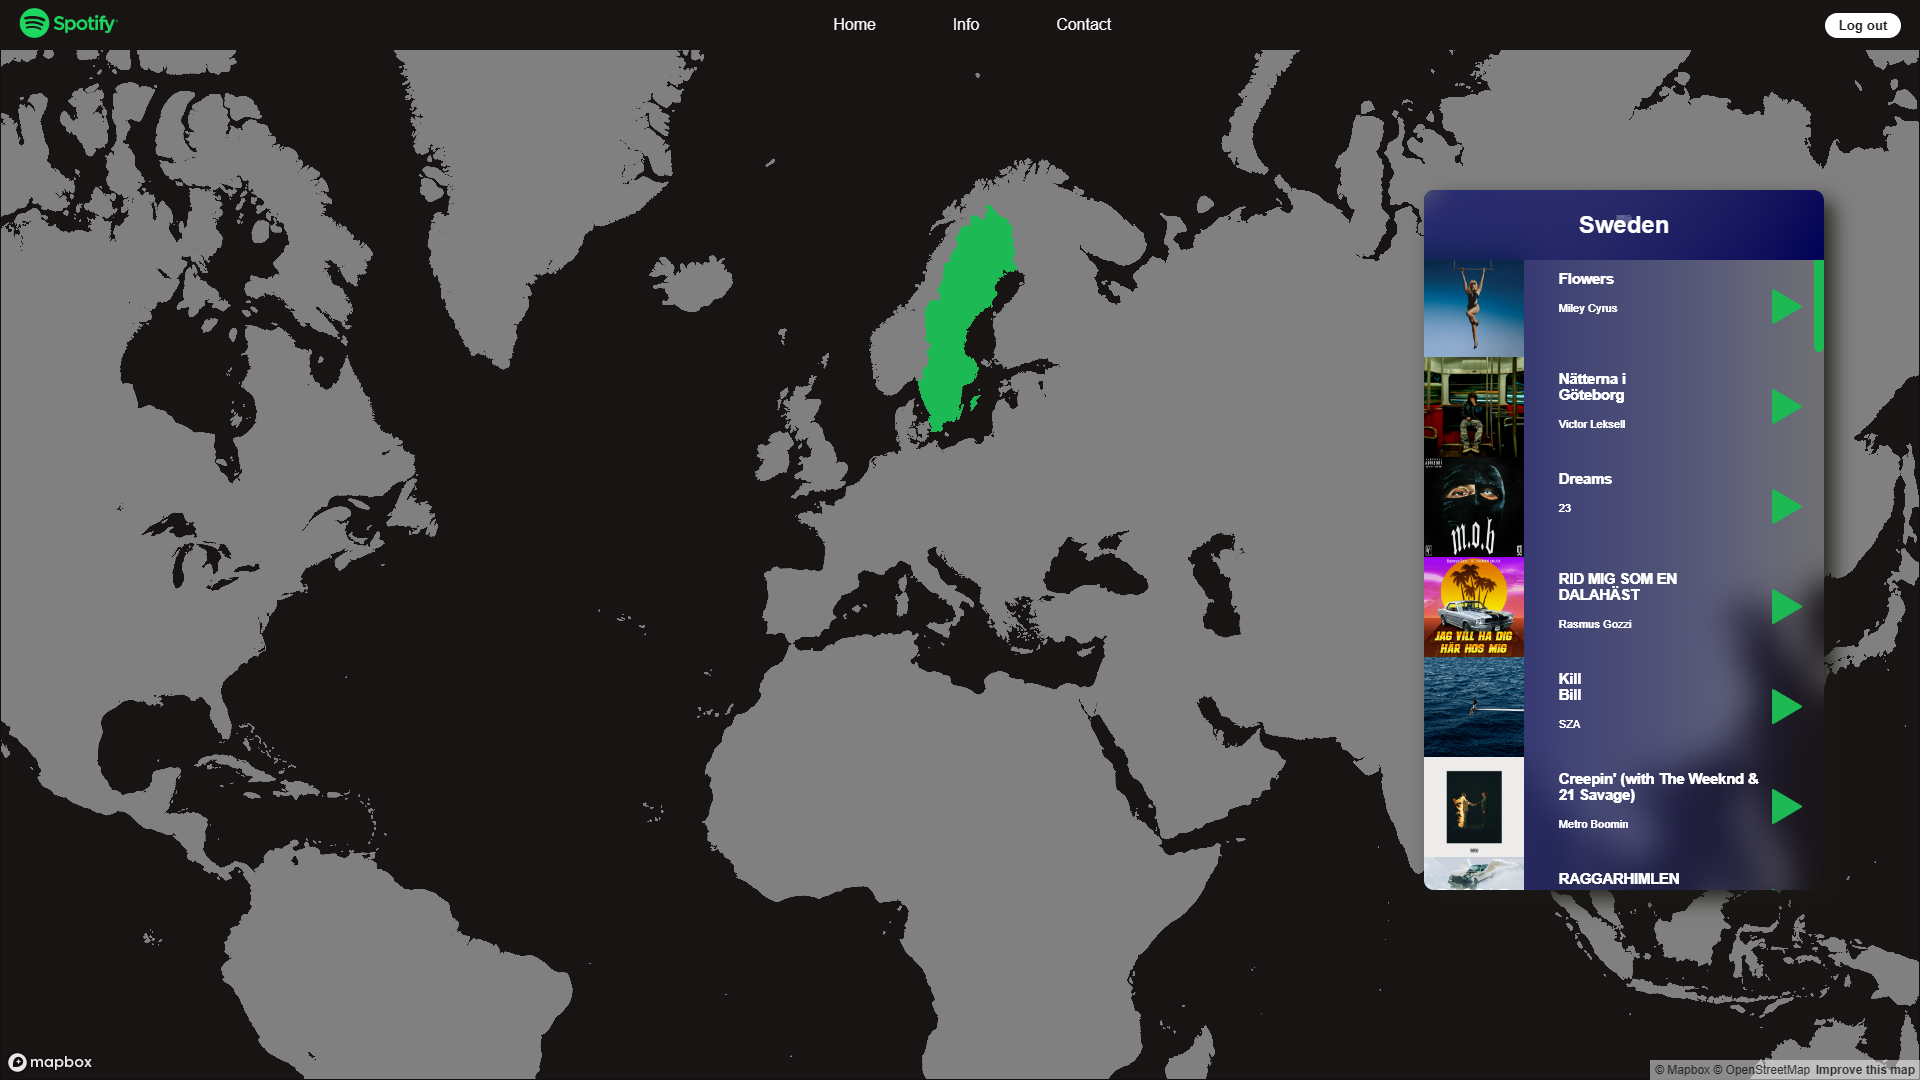 Spotify
Home
Info
Contact
Log out
Sweden
Flowers
Miley Cyrus
Nätterna i
Göteborg
Victor Leksell
Dreams
23
m.o.b
RID MIG SOM EN
DALAHÄST
Rasmus Gozzi
JAG VILL HA DIG
HÄR HOS MIG
Kill
Bill
SZA
Creepin' (with The Weeknd &
21 Savage)
Metro Boomin
RAGGARHIMLEN
mapbox
© Mapbox © OpenStreetMap Improve this map